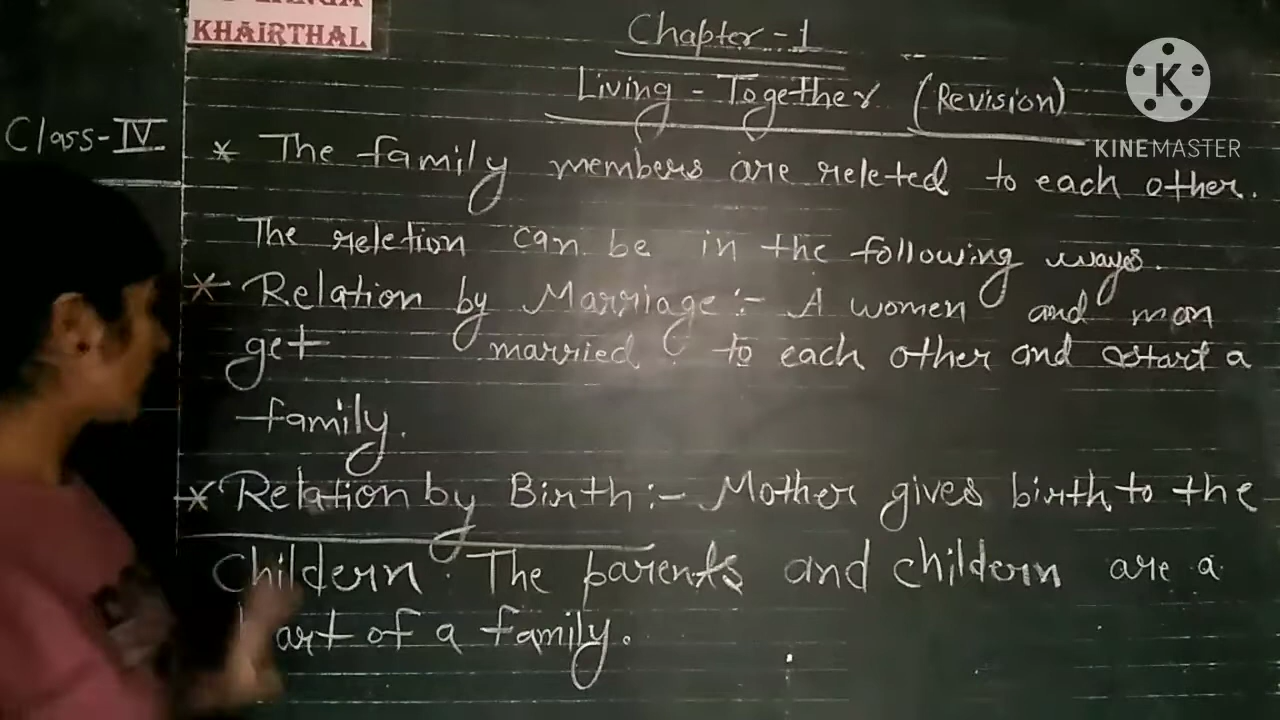 KHAIRTHAL
Chapter - 1
Living - Together (Revision)
K
KINEMASTER
Class-IV
* The family members are releted to each other.
The reletion can be in the following ways.
* Relation by Marriage :- A women and man
get married to each other and start a
family.
* Relation by Birth :- Mother gives birth to the
Childern. The parents and childern are a
part of a family.